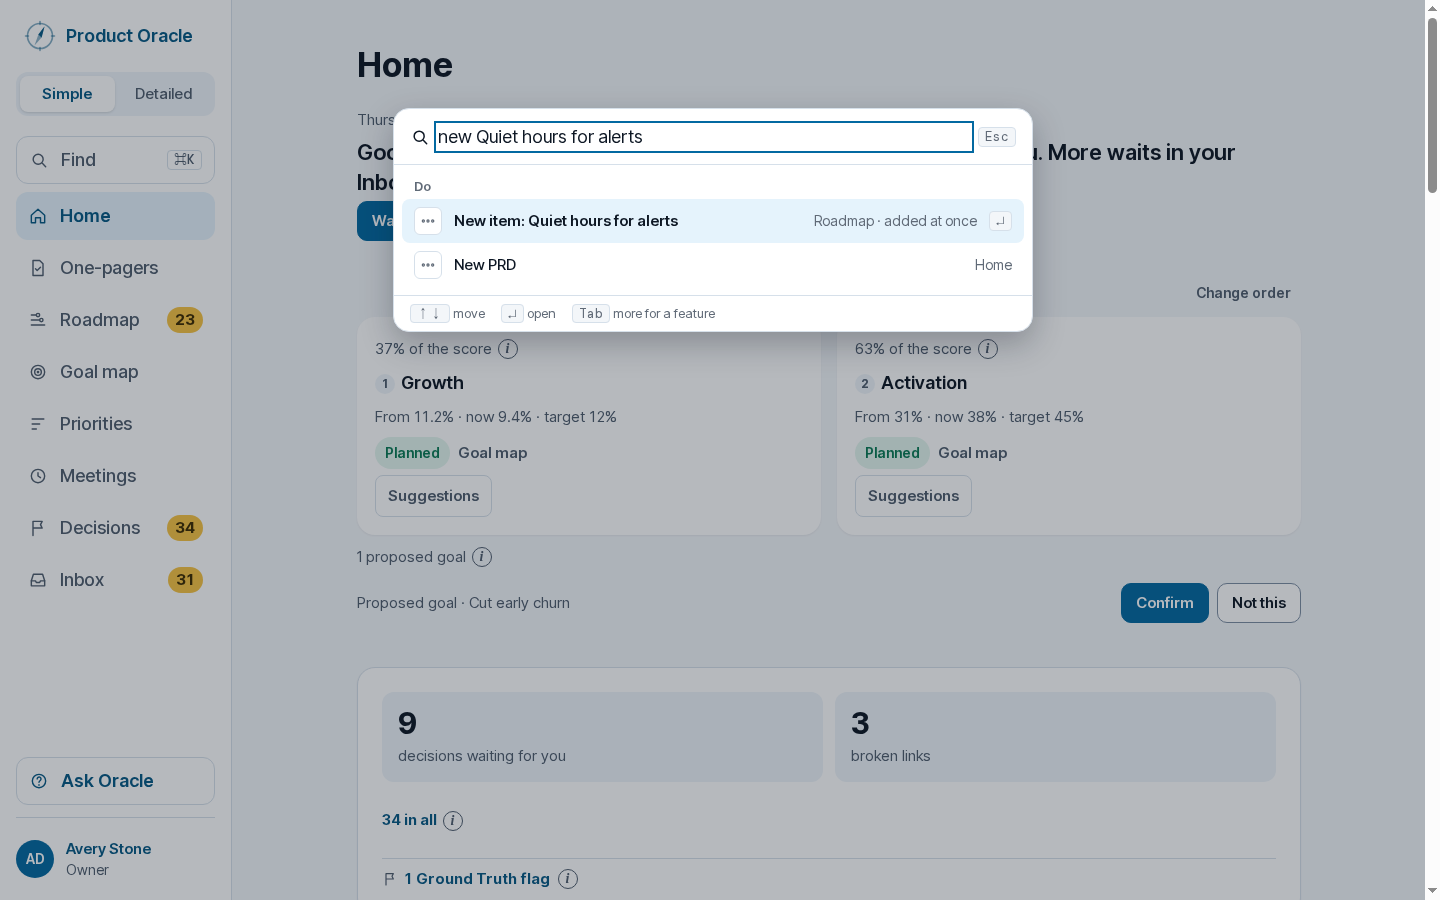 Product Oracle
Simple
Detailed
Find
⌘K
Home
One-pagers
Roadmap
23
Goal map
Priorities
Meetings
Decisions
34
Inbox
31
Ask Oracle
AD
Avery Stone
Owner
Home
new Quiet hours for alerts
Esc
Do
New item: Quiet hours for alerts
Roadmap · added at once
New PRD
Home
↑ ↓ move
↵ open
Tab more for a feature
More waits in your
Change order
37% of the score
1 Growth
From 11.2% · now 9.4% · target 12%
Planned
Goal map
Suggestions
63% of the score
2 Activation
From 31% · now 38% · target 45%
Planned
Goal map
Suggestions
1 proposed goal
Proposed goal · Cut early churn
Confirm
Not this
9
decisions waiting for you
3
broken links
34 in all
1 Ground Truth flag